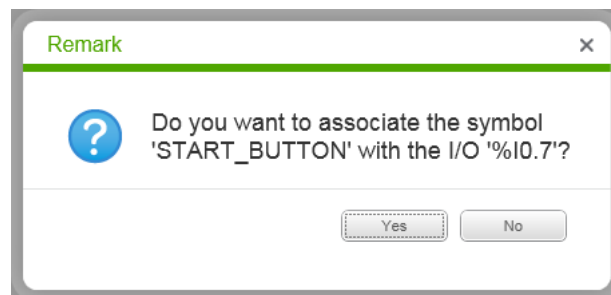 Remark
Do you want to associate the symbol
'START_BUTTON' with the I/O '%I0.7'?
Yes
No